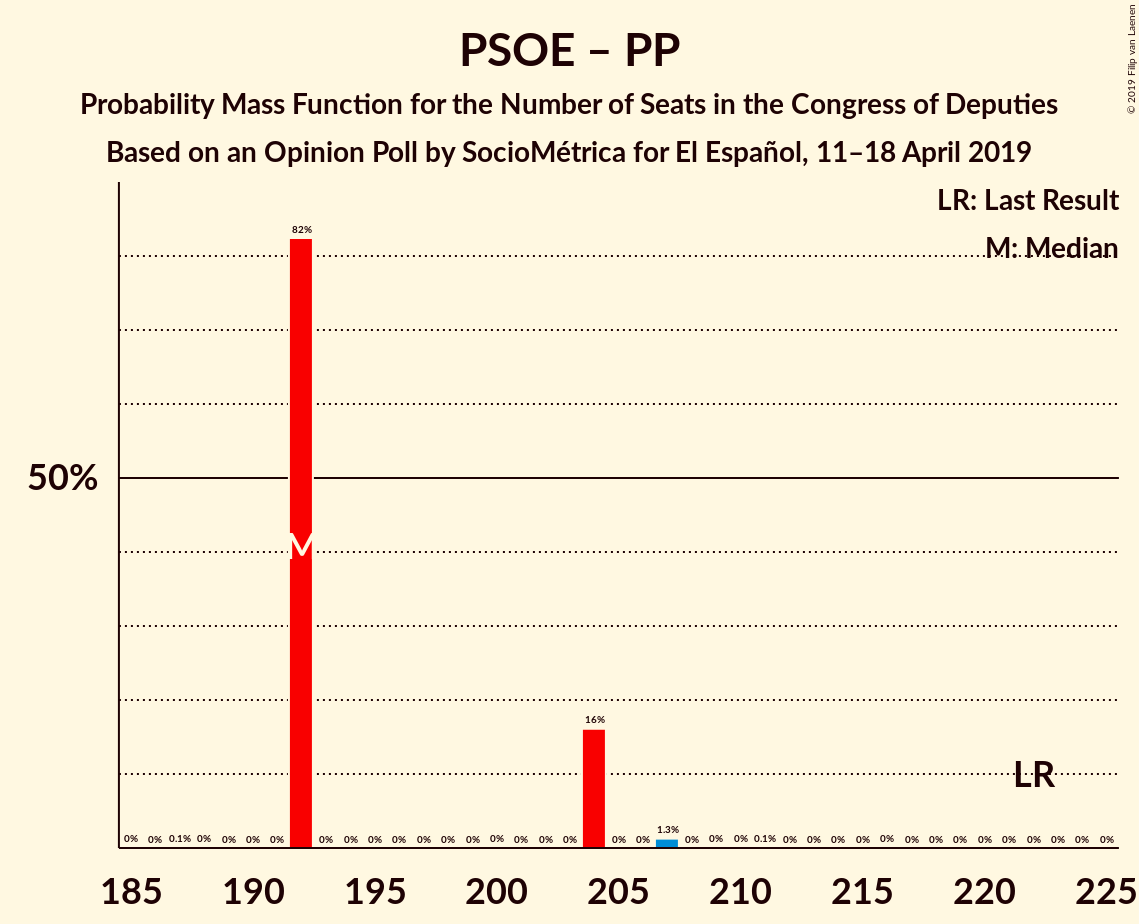 © 2019 Filip van Laenen
PSOE – PP
Probability Mass Function for the Number of Seats in the Congress of Deputies
Based on an Opinion Poll by SocioMétrica for El Español, 11–18 April 2019
LR: Last Result
M: Median
82%
50%
M
16%
LR
1.3%
0% 0% 0.1% 0% 0% 0% 0% 0% 0% 0% 0% 0% 0% 0% 0% 0% 0% 0% 0% 0% 0% 0% 0% 0.1% 0% 0% 0% 0% 0% 0% 0% 0% 0% 0% 0% 0% 0% 0%
185 190 195 200 205 210 215 220 225